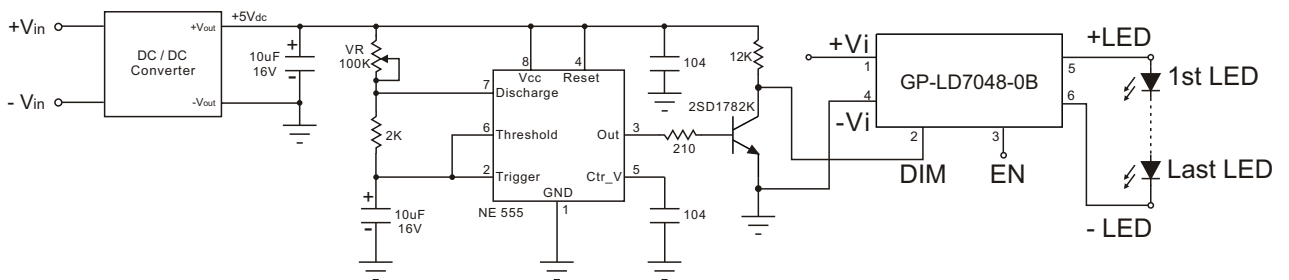 +Vin
- Vin
DC / DC
Converter
+Vout
-Vout
+5Vdc
10uF
16V
+
-
VR
100K
2K
+
-
10uF
16V
8
4
Vcc
Reset
7
Discharge
6
Threshold
2
Trigger
Out
3
Ctr_V
5
GND
1
NE 555
104
104
210
12K
2SD1782K
+Vi
1
4
-Vi
GP-LD7048-0B
2
3
DIM
EN
5
6
+LED
1st LED
Last LED
- LED